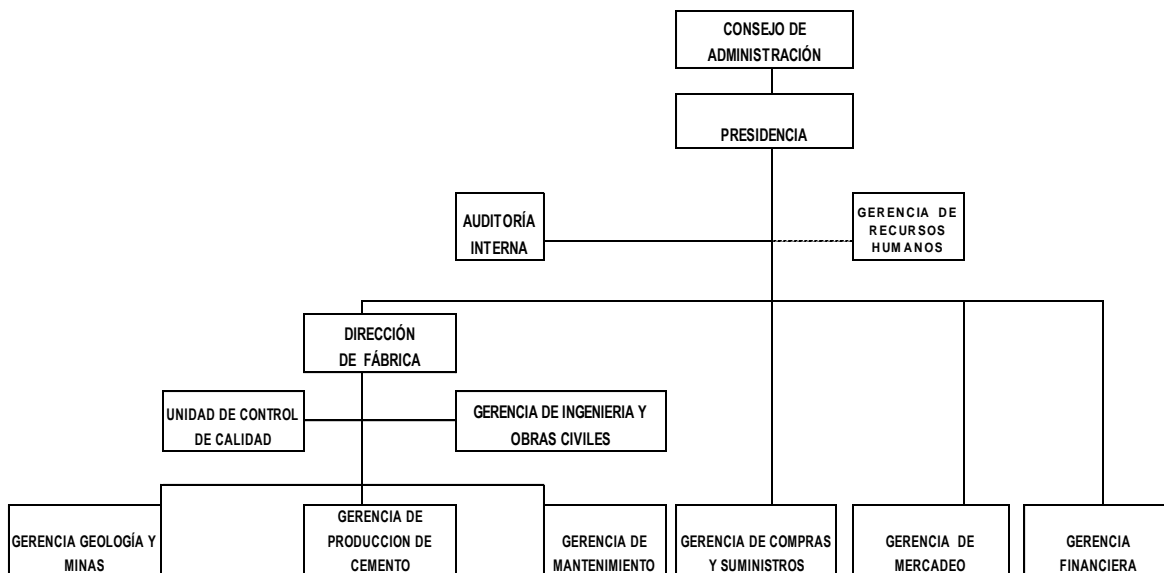 CONSEJO DE
ADMINISTRACIÓN
PRESIDENCIA
AUDITORÍA
INTERNA
GERENCIA DE
RECURSOS
HUMANOS
DIRECCIÓN
DE FÁBRICA
UNIDAD DE CONTROL
DE CALIDAD
GERENCIA DE INGENIERIA Y
OBRAS CIVILES
GERENCIA GEOLOGÍA Y
MINAS
GERENCIA DE
PRODUCCION DE
CEMENTO
GERENCIA DE
MANTENIMIENTO
GERENCIA DE COMPRAS
Y SUMINISTROS
GERENCIA DE
MERCADEO
GERENCIA
FINANCIERA